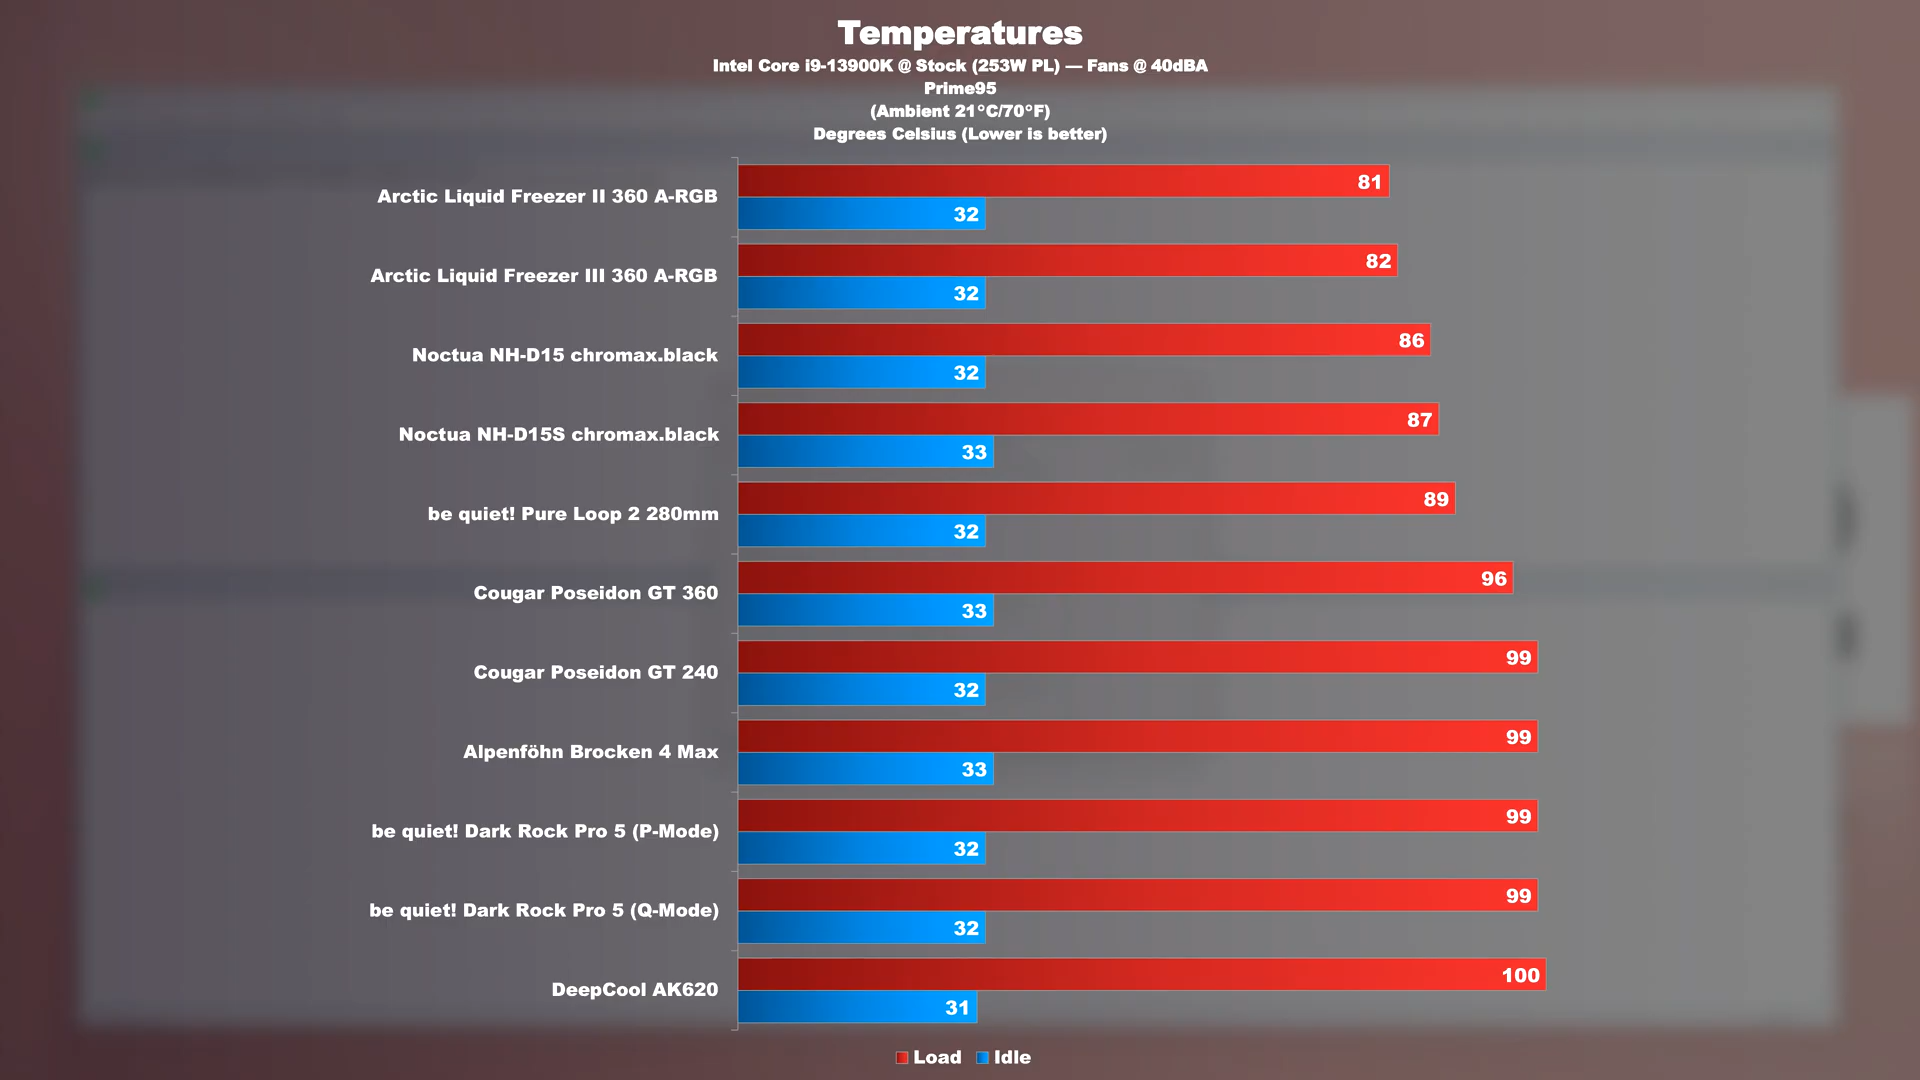 Temperatures
Intel Core i9-13900K @ Stock (253W PL) — Fans @ 40dBA
Prime95
(Ambient 21°C/70°F)
Degrees Celsius (Lower is better)
Arctic Liquid Freezer II 360 A-RGB 81
32
Arctic Liquid Freezer III 360 A-RGB 82
32
Noctua NH-D15 chromax.black 86
32
Noctua NH-D15S chromax.black 87
33
be quiet! Pure Loop 2 280mm 89
32
Cougar Poseidon GT 360 96
33
Cougar Poseidon GT 240 99
32
Alpenföhn Brocken 4 Max 99
33
be quiet! Dark Rock Pro 5 (P-Mode) 99
32
be quiet! Dark Rock Pro 5 (Q-Mode) 99
32
DeepCool AK620 100
31
Load Idle